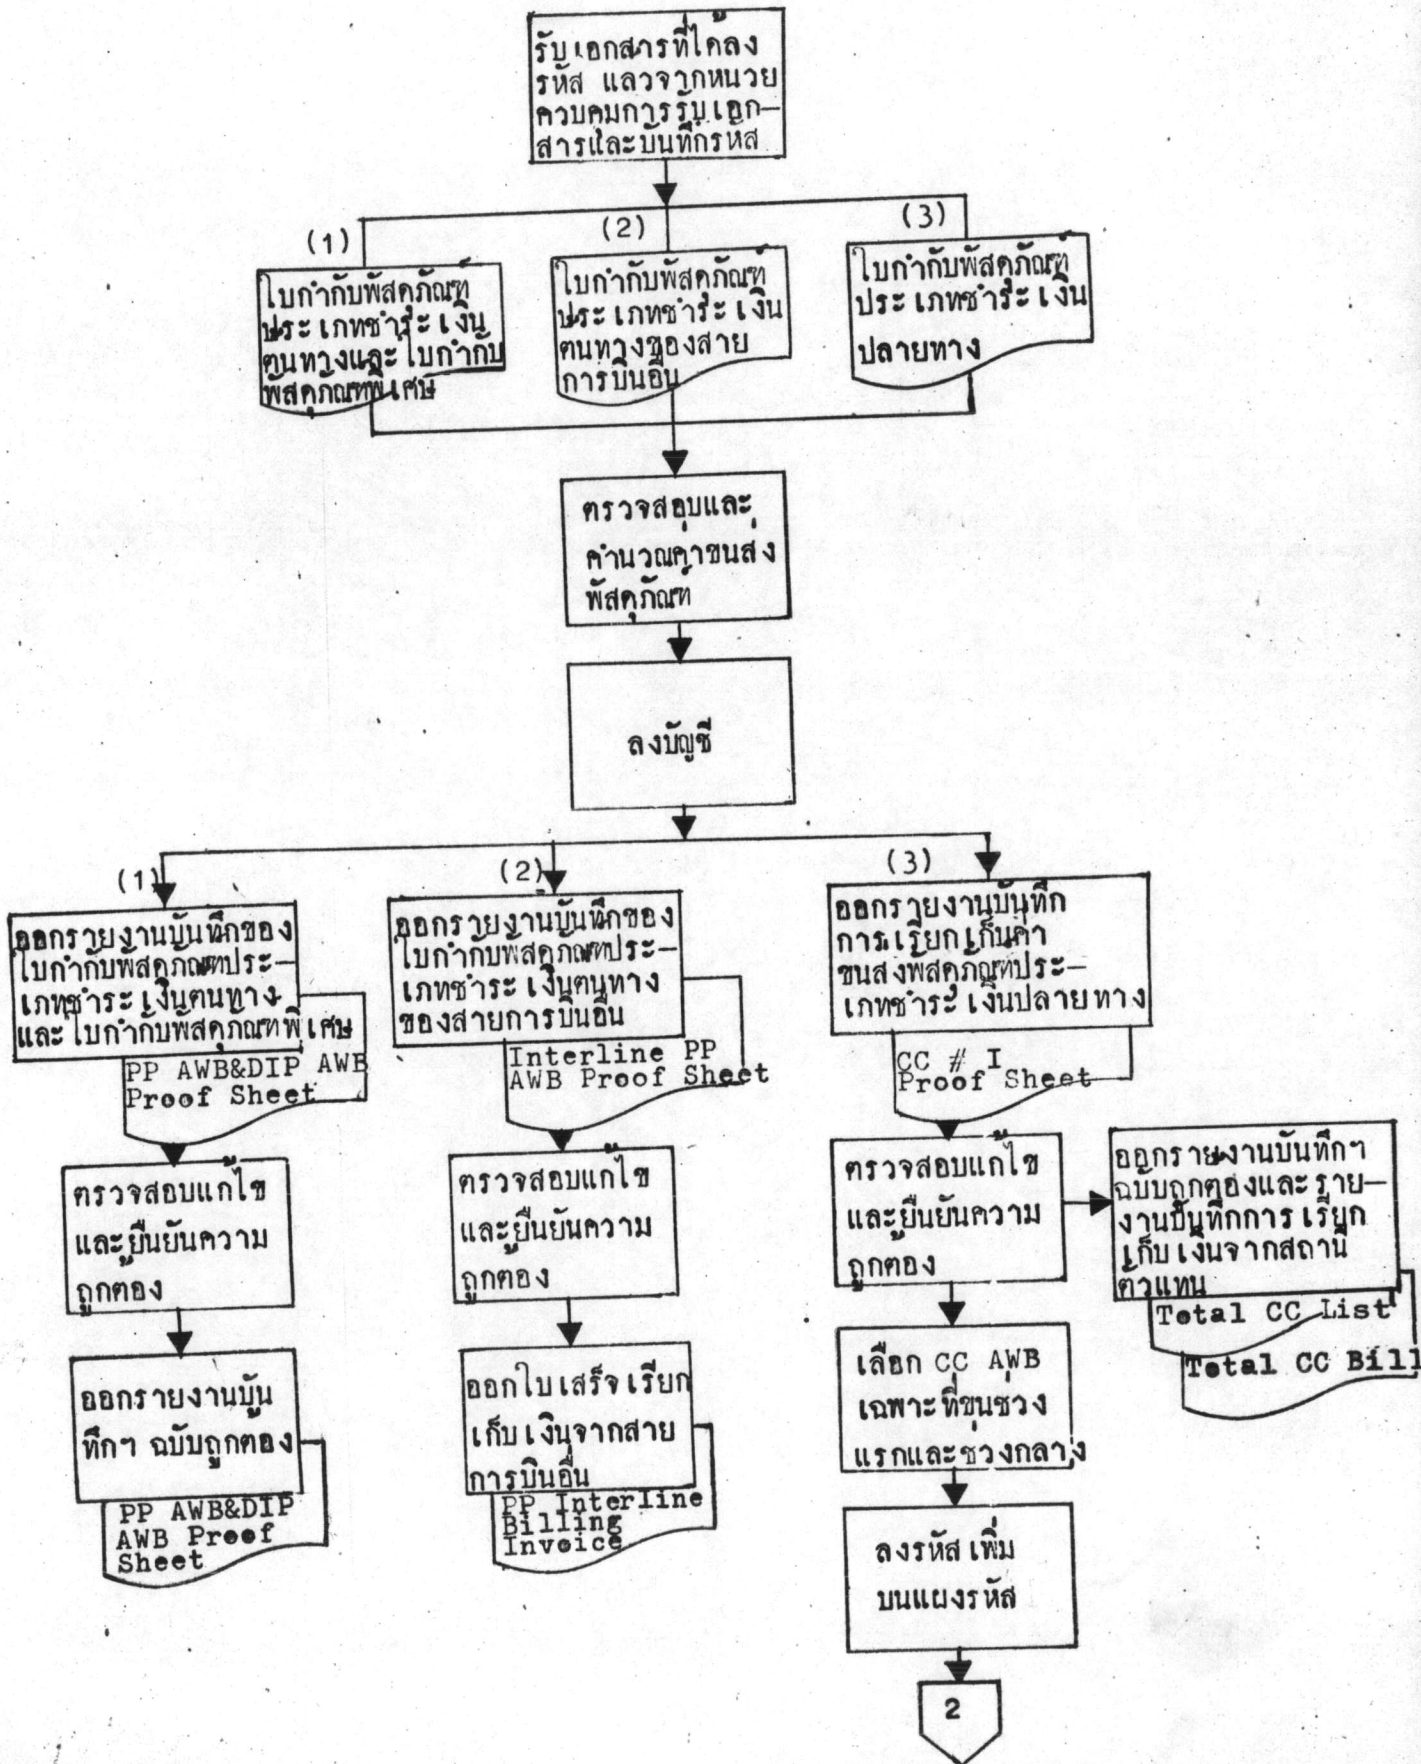 รับเอกสารที่ได้ลง
รหัส แลวจากหนวย
ควบคุมการรับเอก-
สารและบันทึกรหัส
(1)
(2)
(3)
ใบกำกับพัสดุภัณฑ์
ประเภทชำระเงิน
ตนทางและใบกำกับ
พัสดุภัณฑพิเศษ
ใบกำกับพัสดุภัณฑ์
ประเภทชำระเงิน
ตนทางของสาย
การบินอื่น
ใบกำกับพัสดุภัณฑ์
ประเภทชำระเงิน
ปลายทาง
ตรวจสอบและ
คำนวณค่าขนส่ง
พัสดุภัณฑ์
ลงบัญชี
(1)
(2)
(3)
ออกรายงานบันทึกของ
ใบกำกับพัสดุภัณฑประ-
เภทชำระเงินตนทาง
และใบกำกับพัสดุภัณฑพิเศษ
PP AWB&DIP AWB
Proof Sheet
ออกรายงานบันทึกของ
ใบกำกับพัสดุภัณฑประ-
เภทชำระเงินตนทาง
ของสายการบินอื่น
Interline PP
AWB Proof Sheet
ออกรายงานบันทึก
การเรียกเก็บค่า
ขนสงพัสดุภัณฑ์ประ-
เภทชำระเงินปลายทาง
CC # I
Proof Sheet
ตรวจสอบแก้ไข
และยืนยันความ
ถูกตอง
ตรวจสอบแก้ไข
และยืนยันความ
ถูกตอง
ตรวจสอบแก้ไข
และยืนยันความ
ถูกตอง
ออกรายงานบันทึกฯ
ฉบับถูกตองและราย-
งานบันทึกการเรียก
เก็บเงินจากสถานี
ตัวแทน
Total CC List
Total CC Bill
ออกรายงานบัน
ทึกฯ ฉบับถูกตอง
PP AWB&DIP
AWB Proof
Sheet
ออกใบเสร็จเรียก
เก็บเงินจากสาย
การบินอื่น
PP Interline
Billing
Invoice
เลือก CC AWB
เฉพาะที่ขนช่วง
แรกและช่วงกลาง
ลงรหัสเพิ่ม
บนแผงรหัส
2